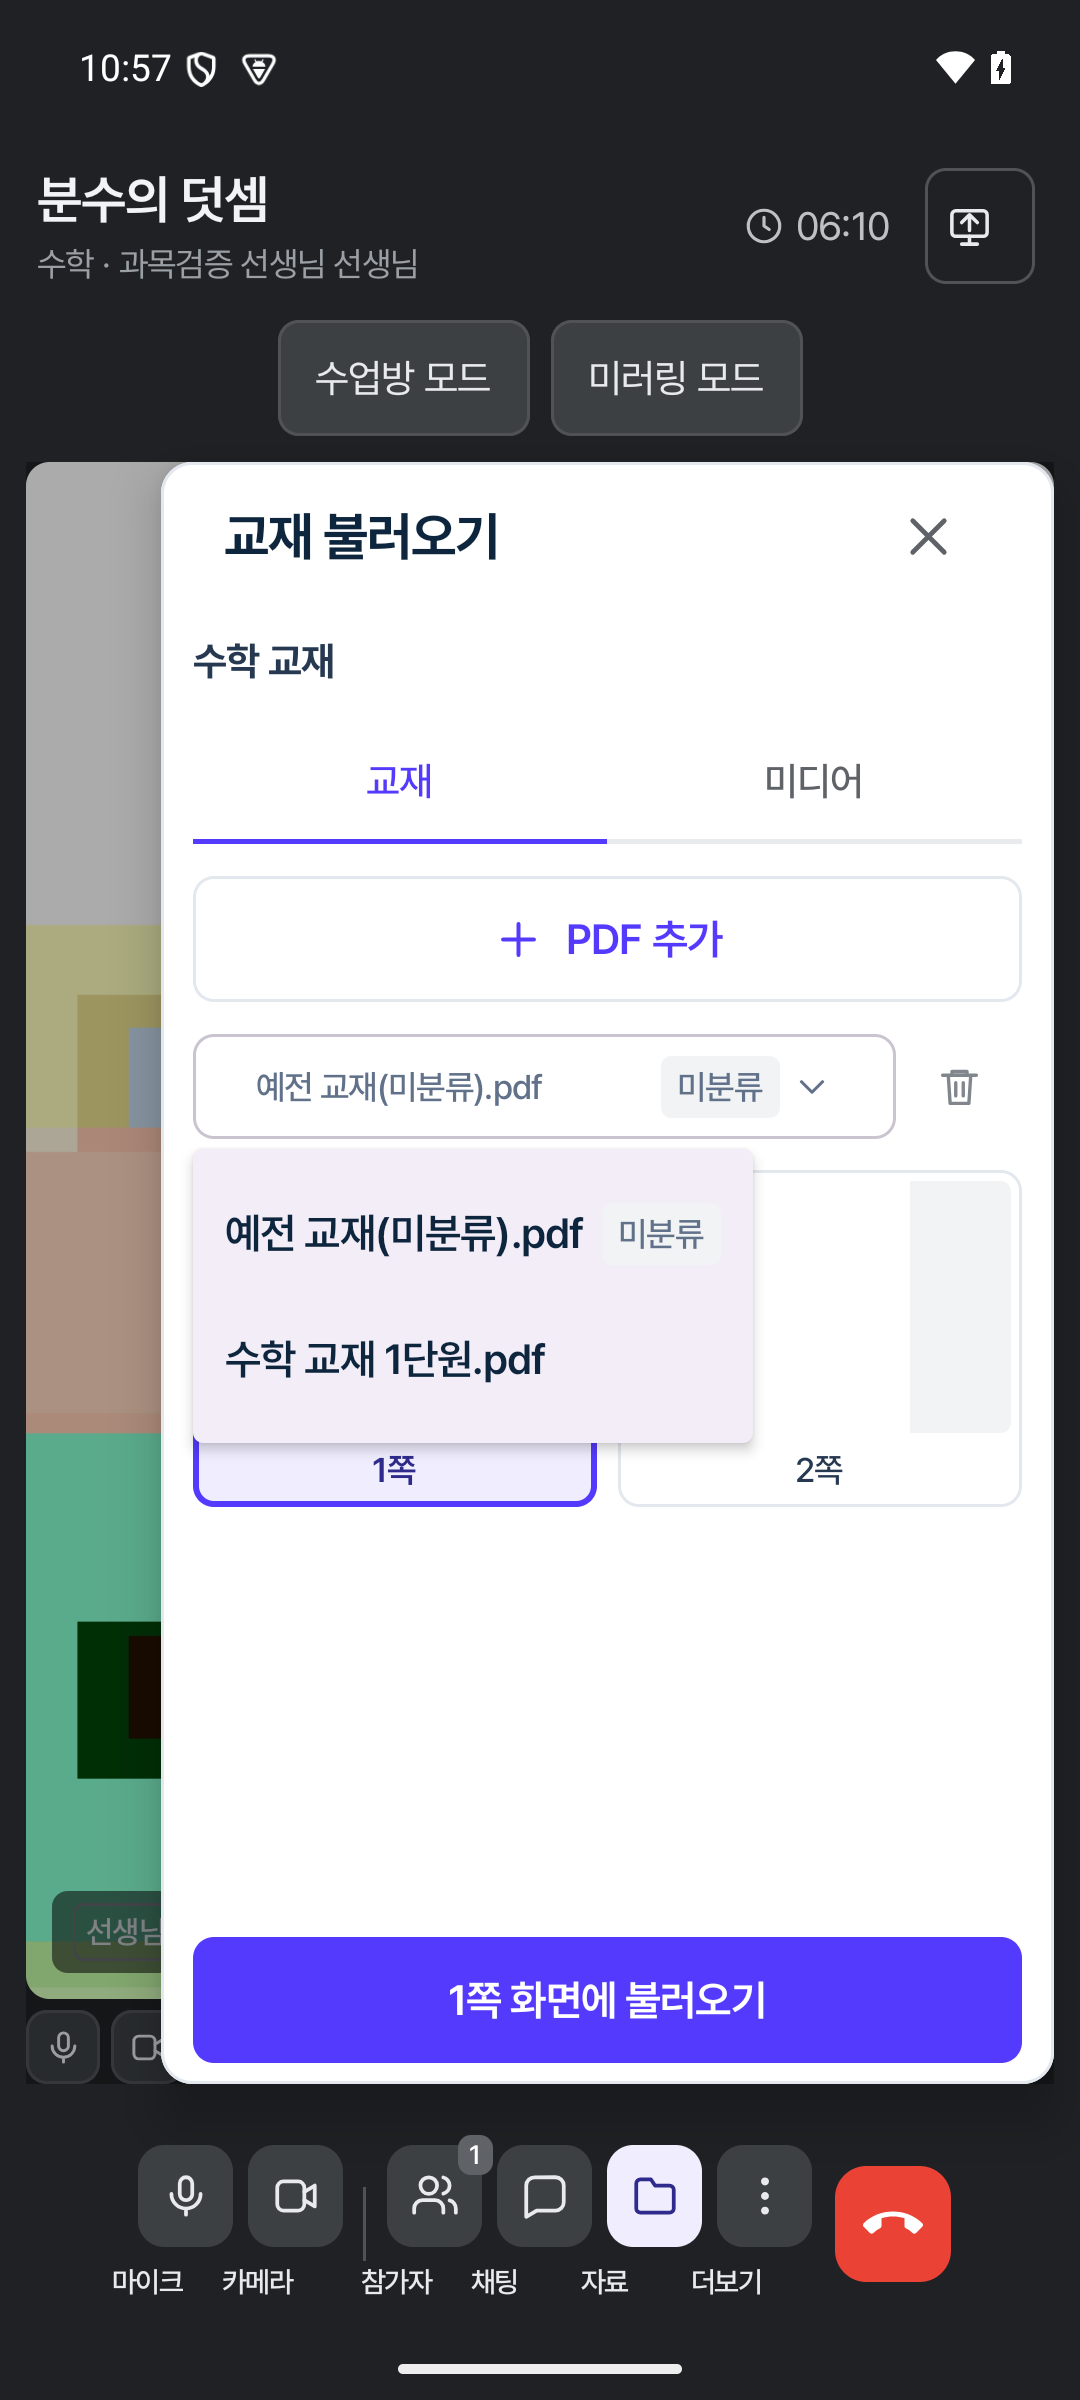 10:57
분수의 덧셈
수학 · 과목검증 선생님 선생님
06:10
수업방 모드
미러링 모드
교재 불러오기
수학 교재
교재
미디어
PDF 추가
예전 교재(미분류).pdf
미분류
예전 교재(미분류).pdf
미분류
수학 교재 1단원.pdf
1쪽
2쪽
선생님
1쪽 화면에 불러오기
1
마이크
카메라
참가자
채팅
자료
더보기